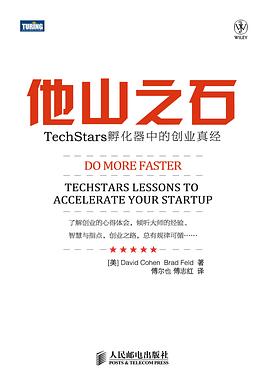 TURING
WILEY
他山之石
TechStars孵化器中的创业真经
DO MORE FASTER
TECHSTARS LESSONS TO
ACCELERATE YOUR STARTUP
了解创业的心得体会，倾听大师的经验、
智慧与指点，创业之路，总有规律可循……
[美] David Cohen Brad Feld 著
傅尔也 傅志红 译
人民邮电出版社
POSTS & TELECOM PRESS